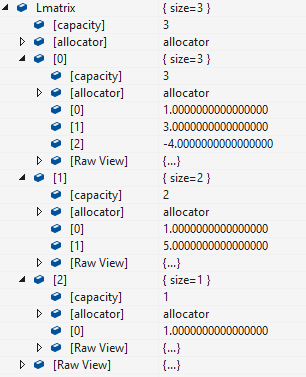 Lmatrix { size=3 }
[capacity] 3
[allocator] allocator
[0] { size=3 }
[capacity] 3
[allocator] allocator
[0] 1.0000000000000000
[1] 3.0000000000000000
[2] -4.0000000000000000
[Raw View] {...}
[1] { size=2 }
[capacity] 2
[allocator] allocator
[0] 1.0000000000000000
[1] 5.0000000000000000
[Raw View] {...}
[2] { size=1 }
[capacity] 1
[allocator] allocator
[0] 1.0000000000000000
[Raw View] {...}
[Raw View] {...}